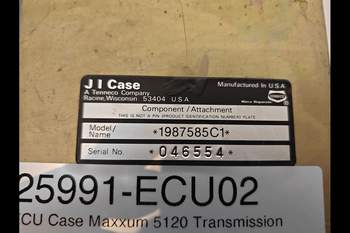 J I Case
A Tenneco Company
Racine, Wisconsin 53404 U.S.A.
Manufactured In U.S.A.
Component/Attachment
THIS IS NOT A PIN (PRODUCT IDENTIFICATION NUMBER) PLATE
Model/Name *1987585C1*
Serial No. *046554*
25991-ECU02
CU Case Maxxum 5120 Transmission